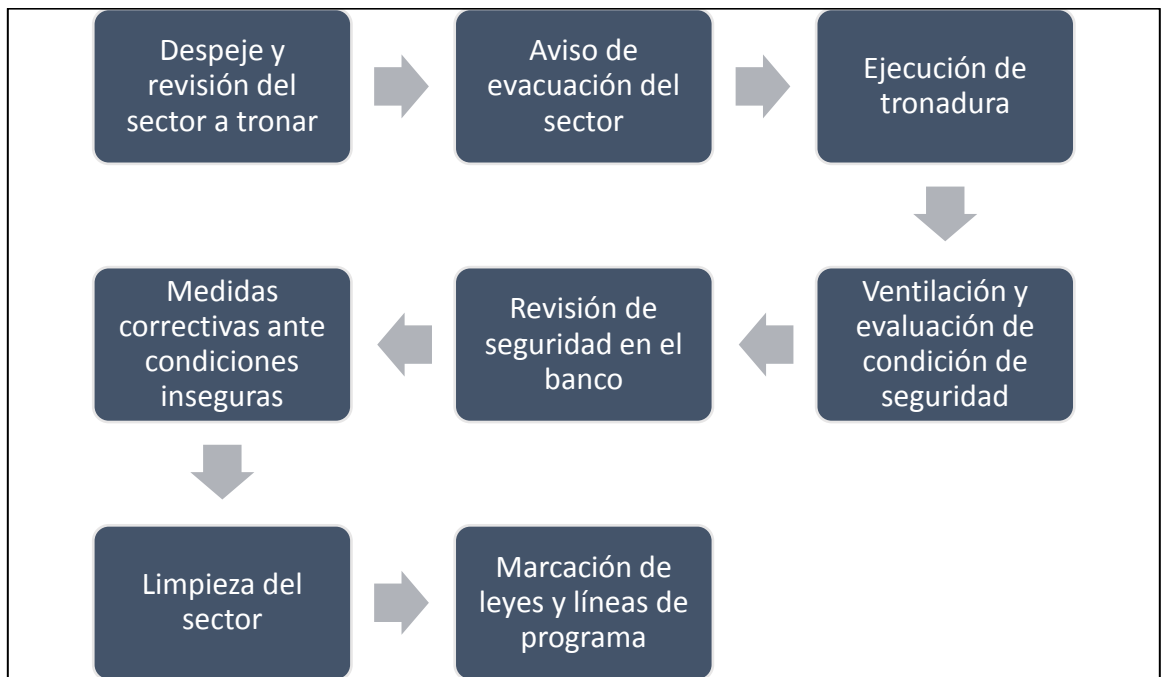 Despeje y
revisión del
sector a tronar
Aviso de
evacuación del
sector
Ejecución de
tronadura
Ventilación y
evaluación de
condición de
seguridad
Revisión de
seguridad en el
banco
Medidas
correctivas ante
condiciones
inseguras
Limpieza del
sector
Marcación de
leyes y líneas de
programa